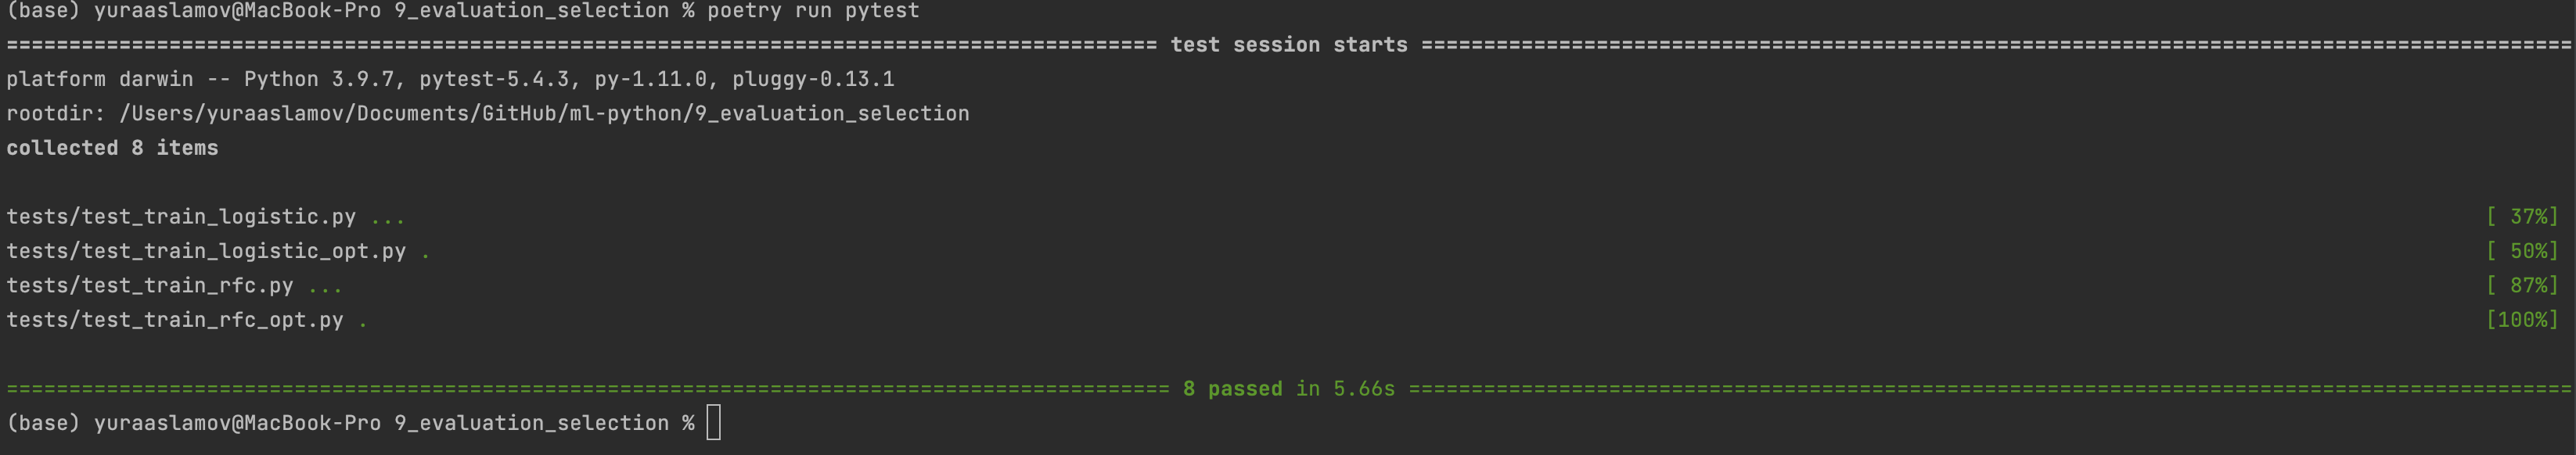 (base) yuraaslamov@MacBook-Pro 9_evaluation_selection % poetry run pytest
============================================================================================ test session starts ============================================================================================
platform darwin -- Python 3.9.7, pytest-5.4.3, py-1.11.0, pluggy-0.13.1
rootdir: /Users/yuraaslamov/Documents/GitHub/ml-python/9_evaluation_selection
collected 8 items
tests/test_train_logistic.py ... [ 37%]
tests/test_train_logistic_opt.py . [ 50%]
tests/test_train_rfc.py ... [ 87%]
tests/test_train_rfc_opt.py . [100%]
============================================================================================= 8 passed in 5.66s =============================================================================================
(base) yuraaslamov@MacBook-Pro 9_evaluation_selection %